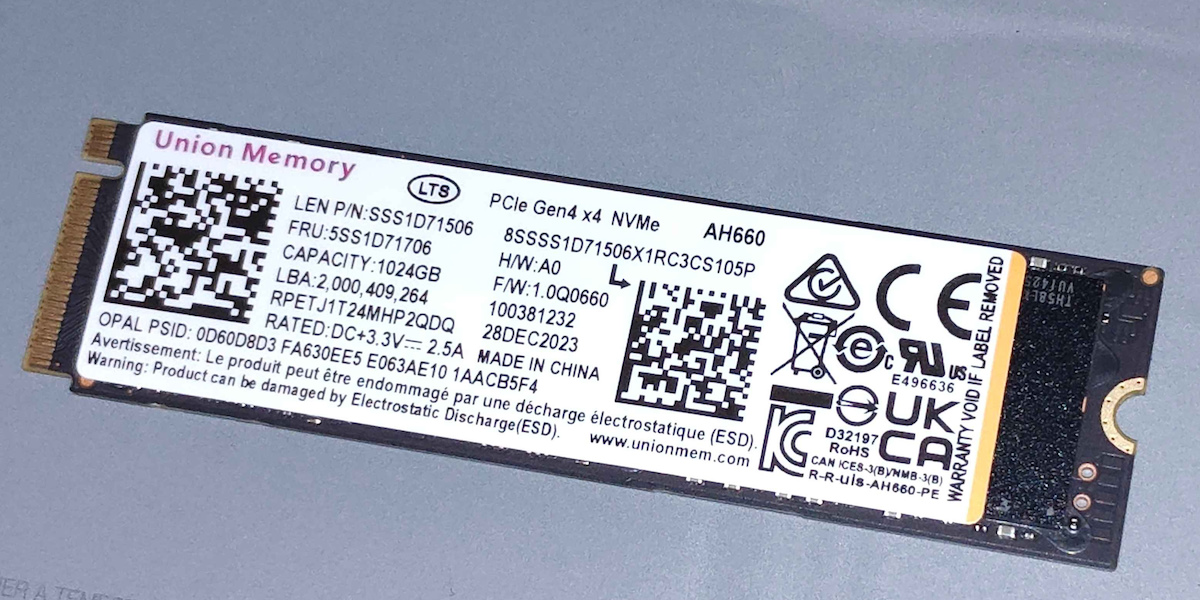 Union Memory
LTS
LEN P/N:SSS1D71506
FRU:5SS1D71706
CAPACITY:1024GB
LBA:2,000,409,264
RPETJ1T24MHP2QDQ
RATED:DC+3.3V⎓ 2.5A
OPAL PSID: 0D60D8D3 FA630EE5 E063AE10 1AACB5F4
Avertissement: Le produit peut être endommagé par une décharge électrostatique (ESD).
Warning: Product can be damaged by Electrostatic Discharge(ESD).
www.unionmem.com
PCIe Gen4 x4 NVMe AH660
8SSSS1D71506X1RC3CS105P
H/W:A0
F/W:1.0Q0660
100381232
28DEC2023
MADE IN CHINA
CE
c RU US
E496636
UK
CA
D32197
RoHS
CAN ICES-3(B)/NMB-3(B)
R-R-uls-AH660-PE
WARRANTY VOID IF LABEL REMOVED